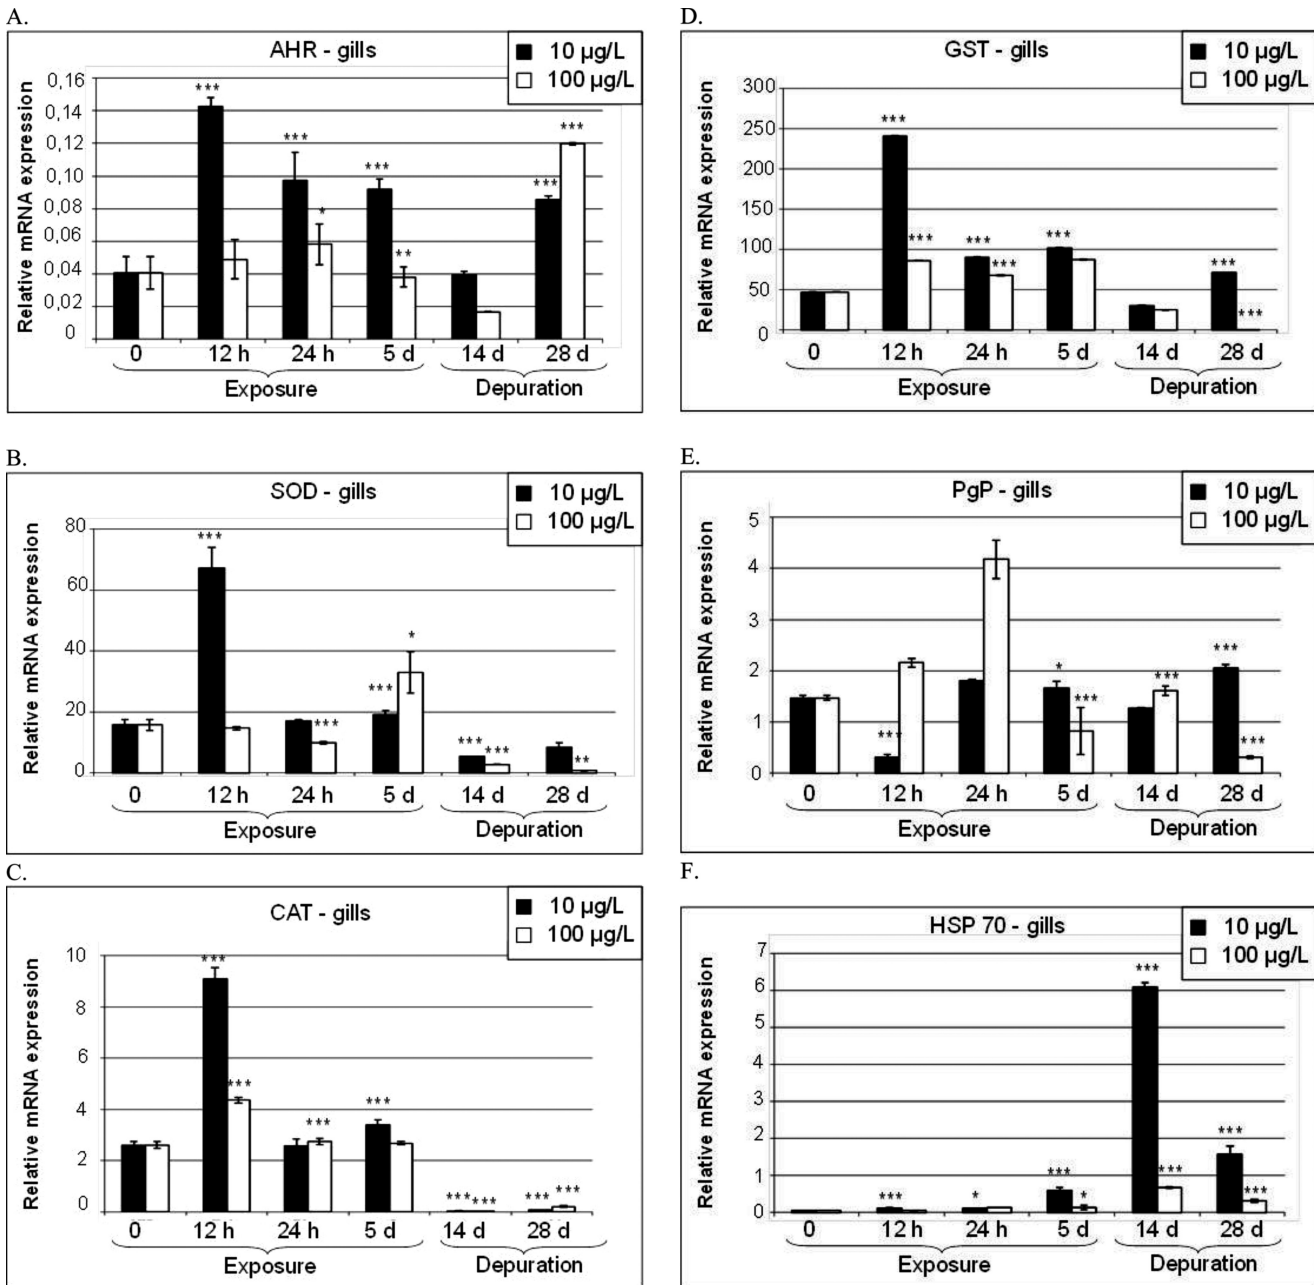 A.
AHR - gills
10 µg/L
100 µg/L
Relative mRNA expression
0,16
0,14
0,12
0,10
0,08
0,06
0,04
0,02
0
***
***
*
***
**
***
***
0 12 h 24 h 5 d 14 d 28 d
Exposure Depuration
B.
SOD - gills
10 µg/L
100 µg/L
Relative mRNA expression
80
60
40
20
0
***
***
***
*
***
***
**
0 12 h 24 h 5 d 14 d 28 d
Exposure Depuration
C.
CAT - gills
10 µg/L
100 µg/L
Relative mRNA expression
10
8
6
4
2
0
***
***
***
***
***
***
***
***
0 12 h 24 h 5 d 14 d 28 d
Exposure Depuration
D.
GST - gills
10 µg/L
100 µg/L
Relative mRNA expression
300
250
200
150
100
50
0
***
***
***
***
***
***
***
0 12 h 24 h 5 d 14 d 28 d
Exposure Depuration
E.
PgP - gills
10 µg/L
100 µg/L
Relative mRNA expression
5
4
3
2
1
0
***
*
***
***
***
***
0 12 h 24 h 5 d 14 d 28 d
Exposure Depuration
F.
HSP 70 - gills
10 µg/L
100 µg/L
Relative mRNA expression
7
6
5
4
3
2
1
0
***
*
***
*
***
***
***
***
0 12 h 24 h 5 d 14 d 28 d
Exposure Depuration